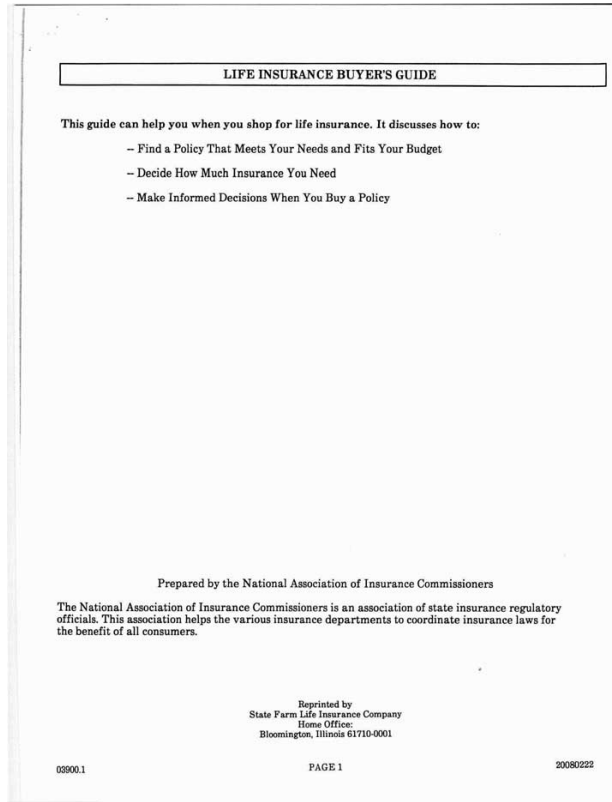 LIFE INSURANCE BUYER'S GUIDE
This guide can help you when you shop for life insurance. It discusses how to:
-- Find a Policy That Meets Your Needs and Fits Your Budget
-- Decide How Much Insurance You Need
-- Make Informed Decisions When You Buy a Policy
Prepared by the National Association of Insurance Commissioners
The National Association of Insurance Commissioners is an association of state insurance regulatory
officials. This association helps the various insurance departments to coordinate insurance laws for
the benefit of all consumers.
Reprinted by
State Farm Life Insurance Company
Home Office:
Bloomington, Illinois 61710-0001
03900.1 PAGE 1 20080222